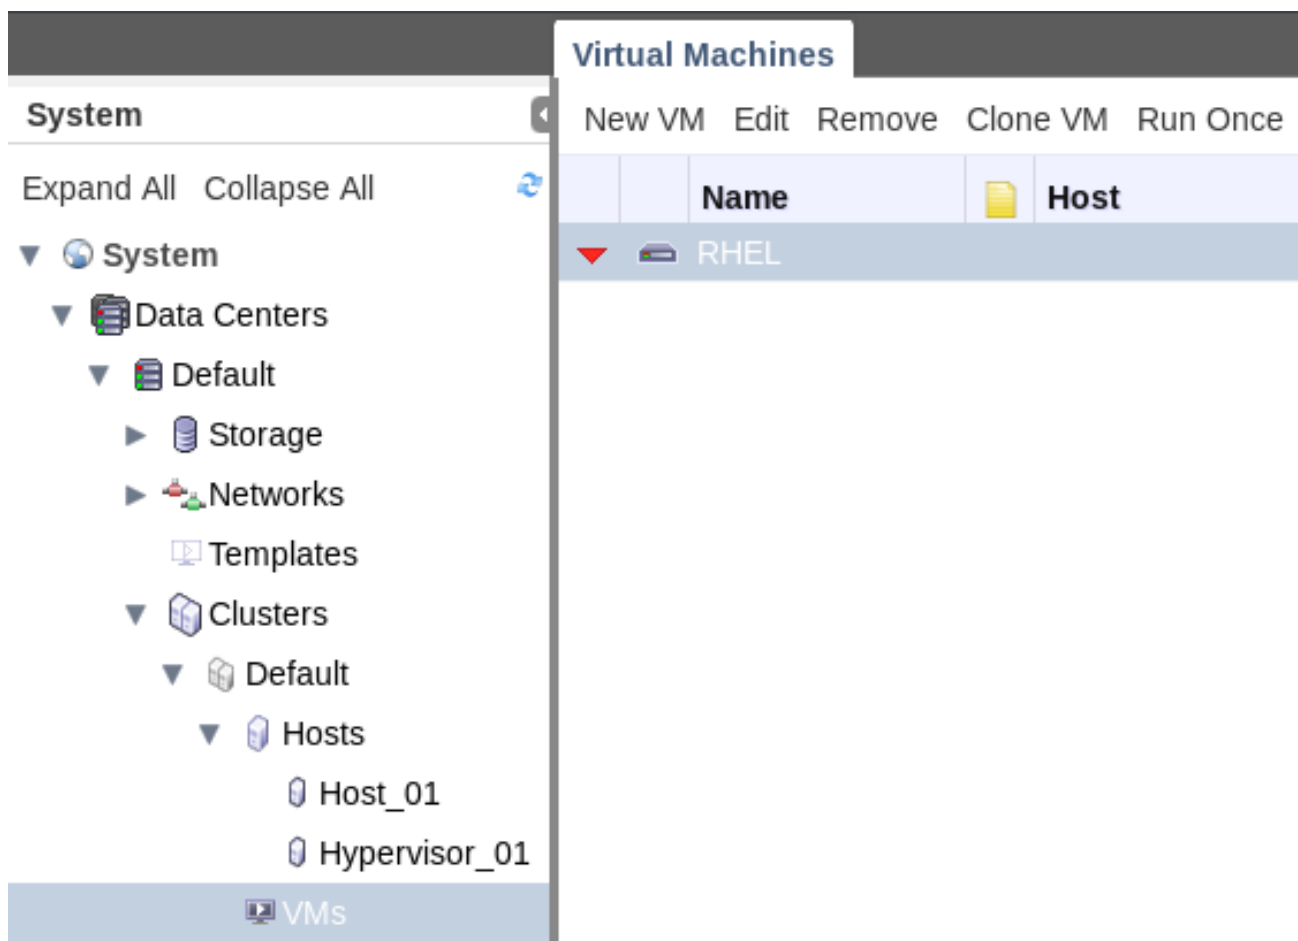 Virtual Machines
System
New VM Edit Remove Clone VM Run Once
Expand All Collapse All
Name Host
System
RHEL
Data Centers
Default
Storage
Networks
Templates
Clusters
Default
Hosts
Host_01
Hypervisor_01
VMs